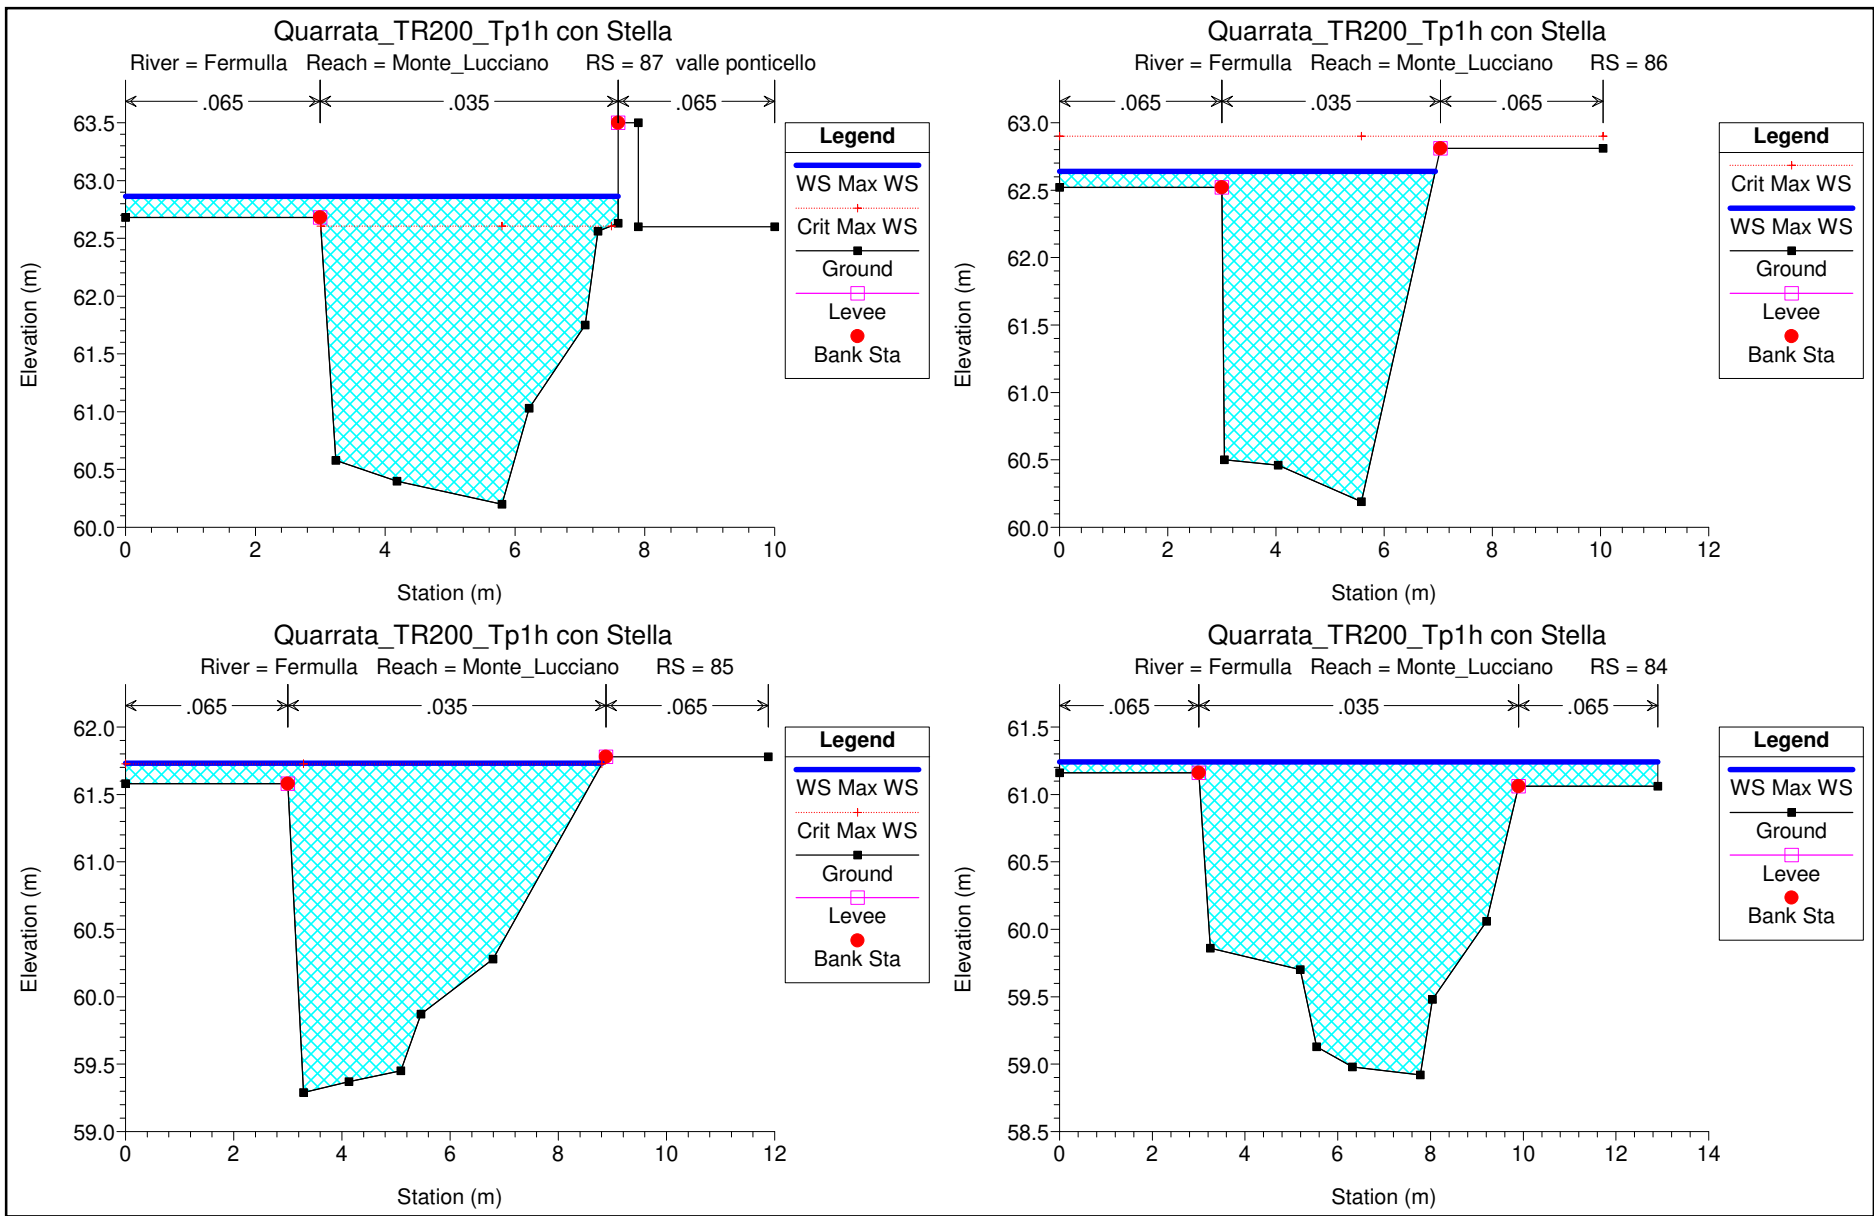 Quarrata_TR200_Tp1h con Stella
River = Fermulla Reach = Monte_Lucciano RS = 87 valle ponticello
.065 .035 .065
63.5
63.0
62.5
62.0
61.5
61.0
60.5
60.0
Elevation (m)
0 2 4 6 8 10
Station (m)
Legend
WS Max WS
Crit Max WS
Ground
Levee
Bank Sta
Quarrata_TR200_Tp1h con Stella
River = Fermulla Reach = Monte_Lucciano RS = 86
.065 .035 .065
63.0
62.5
62.0
61.5
61.0
60.5
60.0
Elevation (m)
0 2 4 6 8 10 12
Station (m)
Legend
Crit Max WS
WS Max WS
Ground
Levee
Bank Sta
Quarrata_TR200_Tp1h con Stella
River = Fermulla Reach = Monte_Lucciano RS = 85
.065 .035 .065
62.0
61.5
61.0
60.5
60.0
59.5
59.0
Elevation (m)
0 2 4 6 8 10 12
Station (m)
Legend
WS Max WS
Crit Max WS
Ground
Levee
Bank Sta
Quarrata_TR200_Tp1h con Stella
River = Fermulla Reach = Monte_Lucciano RS = 84
.065 .035 .065
61.5
61.0
60.5
60.0
59.5
59.0
58.5
Elevation (m)
0 2 4 6 8 10 12 14
Station (m)
Legend
WS Max WS
Ground
Levee
Bank Sta